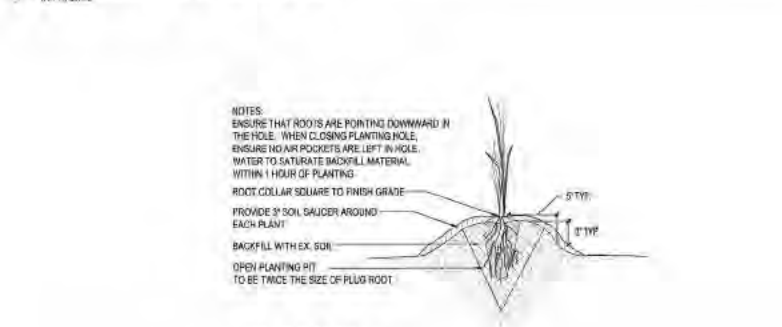 NOTES:
ENSURE THAT ROOTS ARE POINTING DOWNWARD IN
THE HOLE. WHEN CLOSING PLANTING HOLE,
ENSURE NO AIR POCKETS ARE LEFT IN HOLE.
WATER TO SATURATE BACKFILL MATERIAL
WITHIN 1 HOUR OF PLANTING
ROOT COLLAR SQUARE TO FINISH GRADE
5" TYP.
PROVIDE 3" SOIL SAUCER AROUND
EACH PLANT
TYP.
BACKFILL WITH EX. SOIL
OPEN PLANTING PIT
TO BE TWICE THE SIZE OF PLUG ROOT